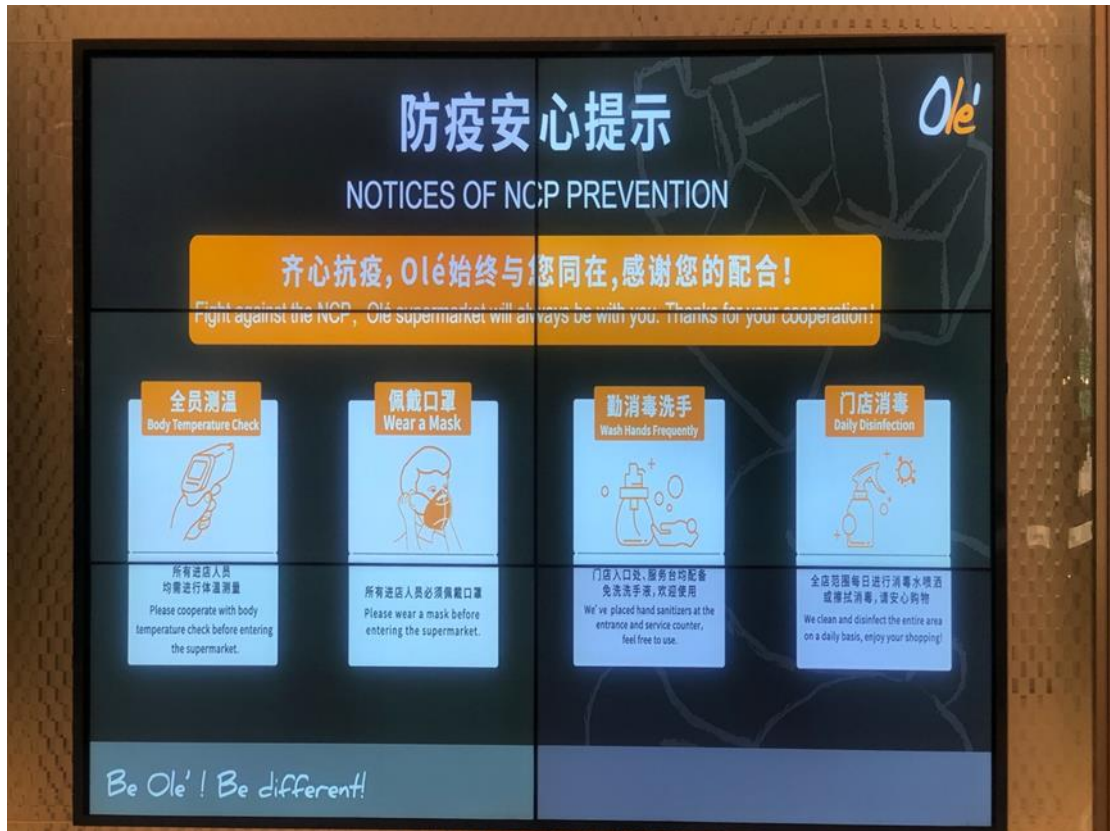 防疫安心提示
Olé
NOTICES OF NCP PREVENTION
齐心抗疫,Olé始终与您同在,感谢您的配合!
Fight against the NCP, Olé supermarket will always be with you. Thanks for your cooperation!
全员测温
Body Temperature Check
所有进店人员
均需进行体温测量
Please cooperate with body
temperature check before entering
the supermarket.
佩戴口罩
Wear a Mask
所有进店人员必须佩戴口罩
Please wear a mask before
entering the supermarket.
勤消毒洗手
Wash Hands Frequently
门店入口处、服务台均配备
免洗洗手液,欢迎使用
We've placed hand sanitizers at the
entrance and service counter,
feel free to use.
门店消毒
Daily Disinfection
全店范围每日进行消毒水喷洒
或擦拭消毒,请安心购物
We clean and disinfect the entire area
on a daily basis, enjoy your shopping!
Be Olé! Be different!